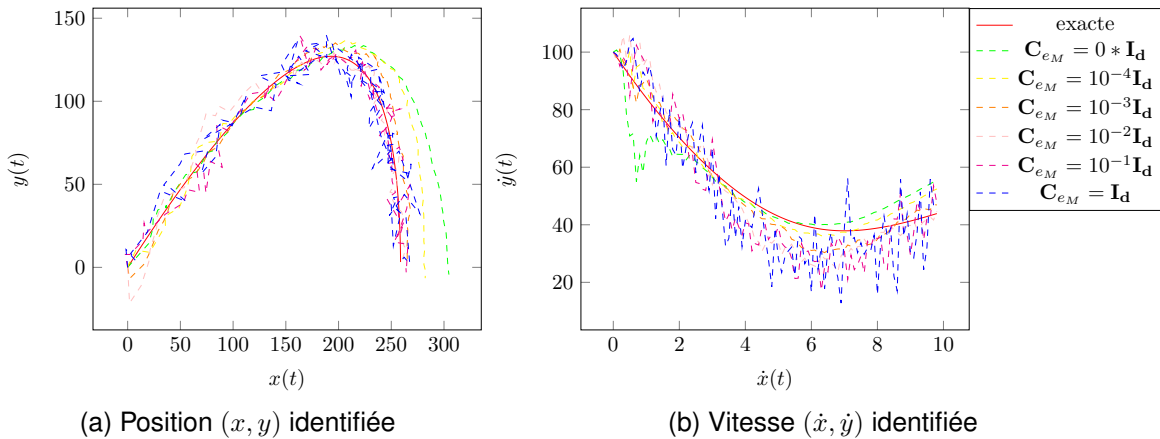 150
100
50
0
0 50 100 150 200 250 300
x(t)
y(t)
(a) Position (x, y) identifiée
100
80
60
40
20
0 2 4 6 8 10
ẋ(t)
ẏ(t)
(b) Vitesse (ẋ, ẏ) identifiée
exacte
C_{e_M} = 0 ∗ I_d
C_{e_M} = 10^{−4}I_d
C_{e_M} = 10^{−3}I_d
C_{e_M} = 10^{−2}I_d
C_{e_M} = 10^{−1}I_d
C_{e_M} = I_d